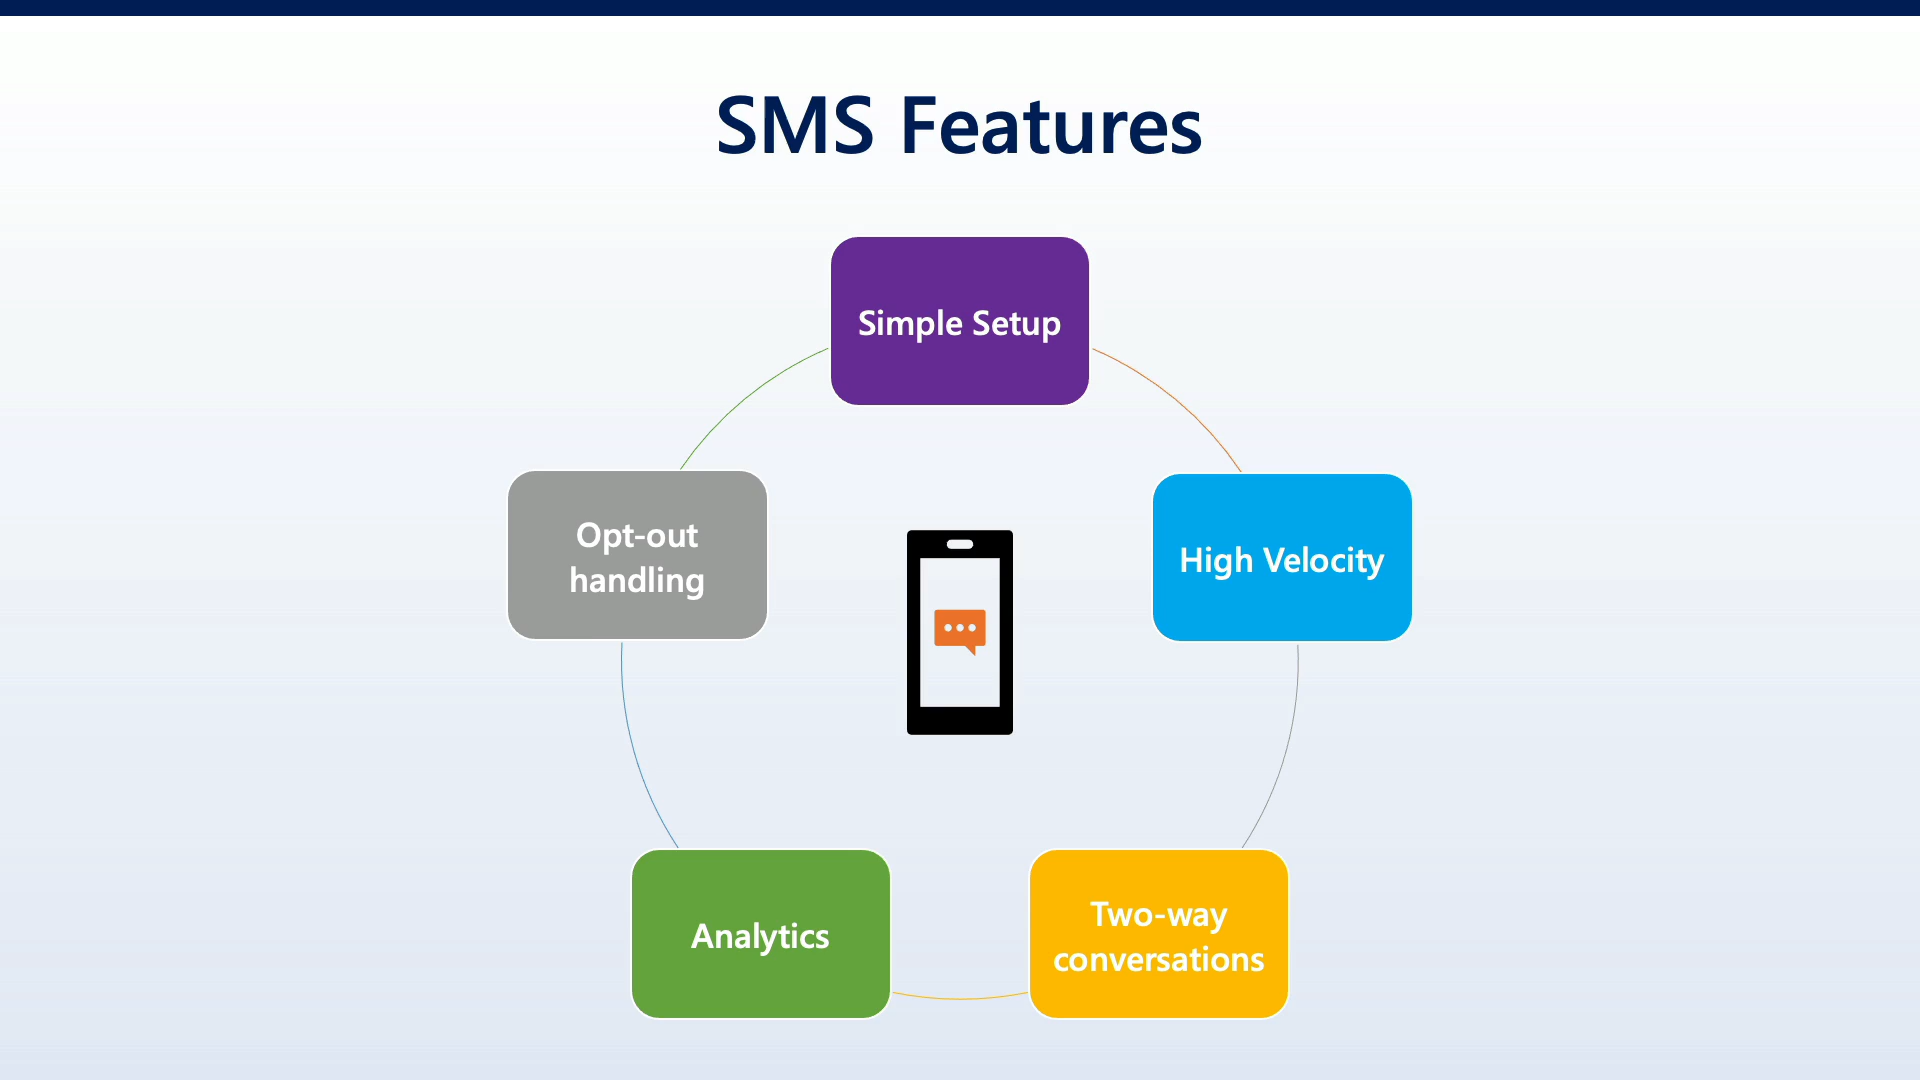 SMS Features
Simple Setup
High Velocity
Two-way
conversations
Analytics
Opt-out
handling